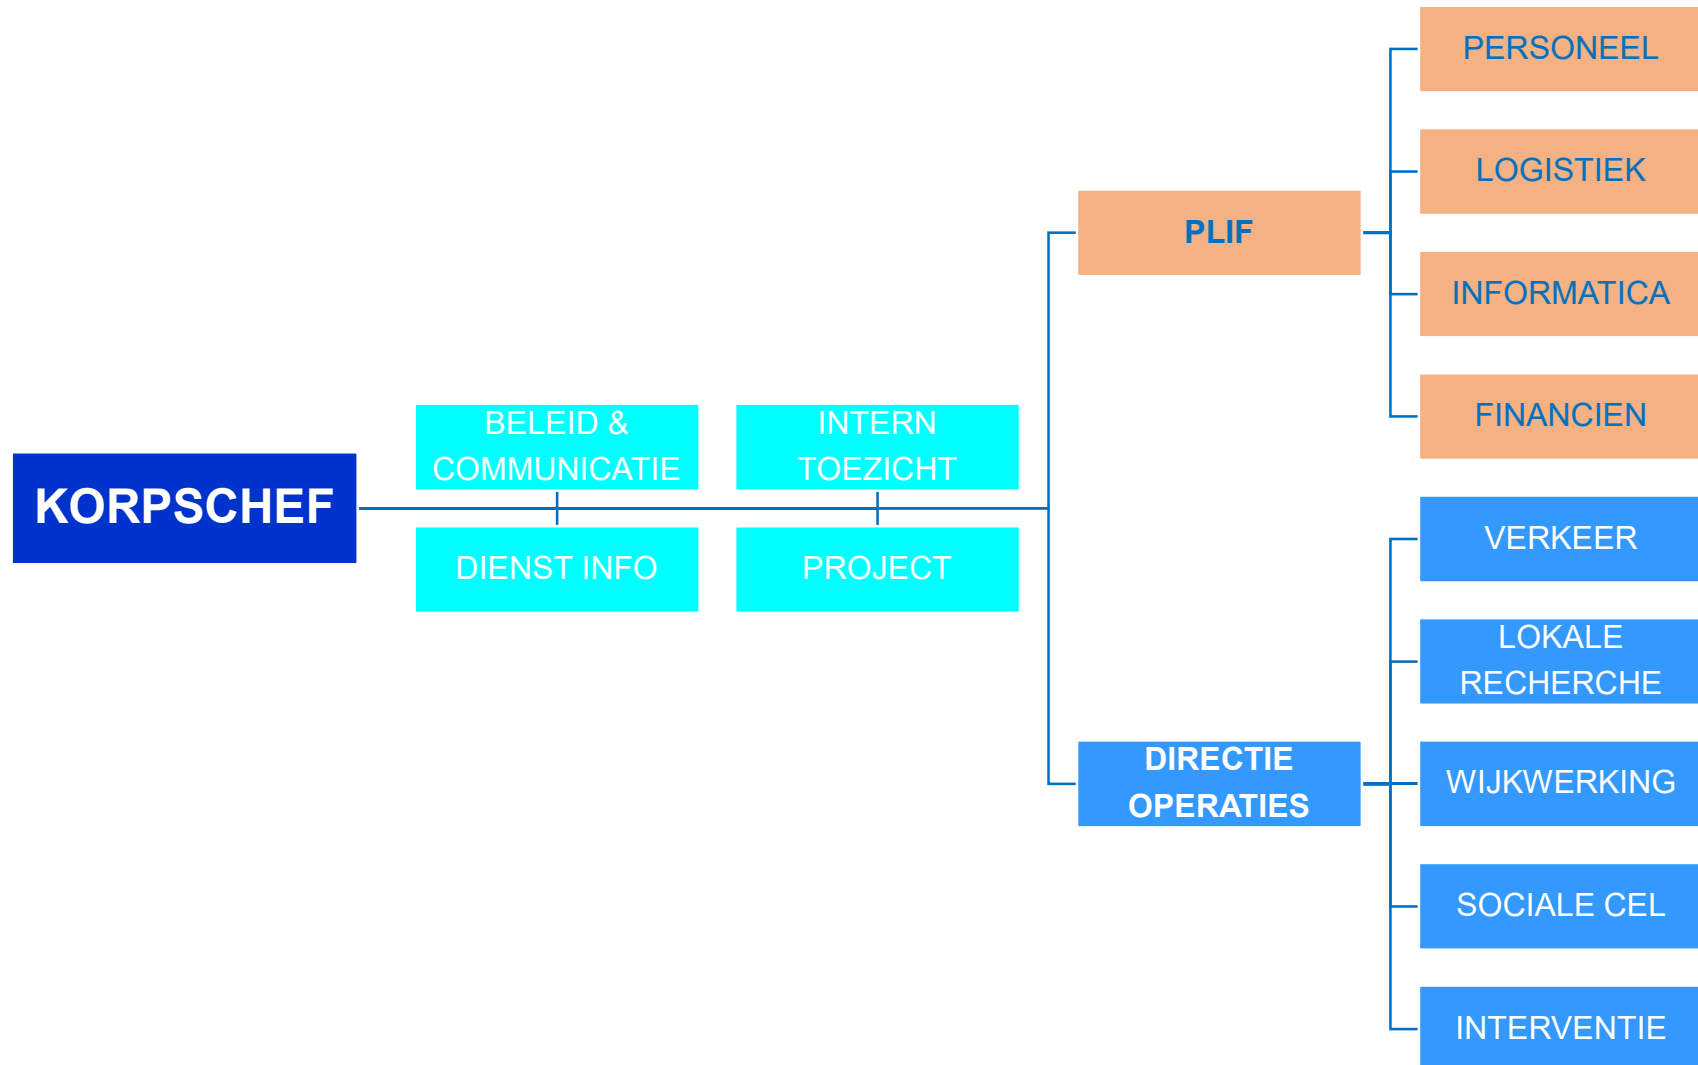 KORPSCHEF
BELEID &
COMMUNICATIE
INTERN
TOEZICHT
DIENST INFO
PROJECT
PLIF
PERSONEEL
LOGISTIEK
INFORMATICA
FINANCIEN
DIRECTIE
OPERATIES
VERKEER
LOKALE
RECHERCHE
WIJKWERKING
SOCIALE CEL
INTERVENTIE